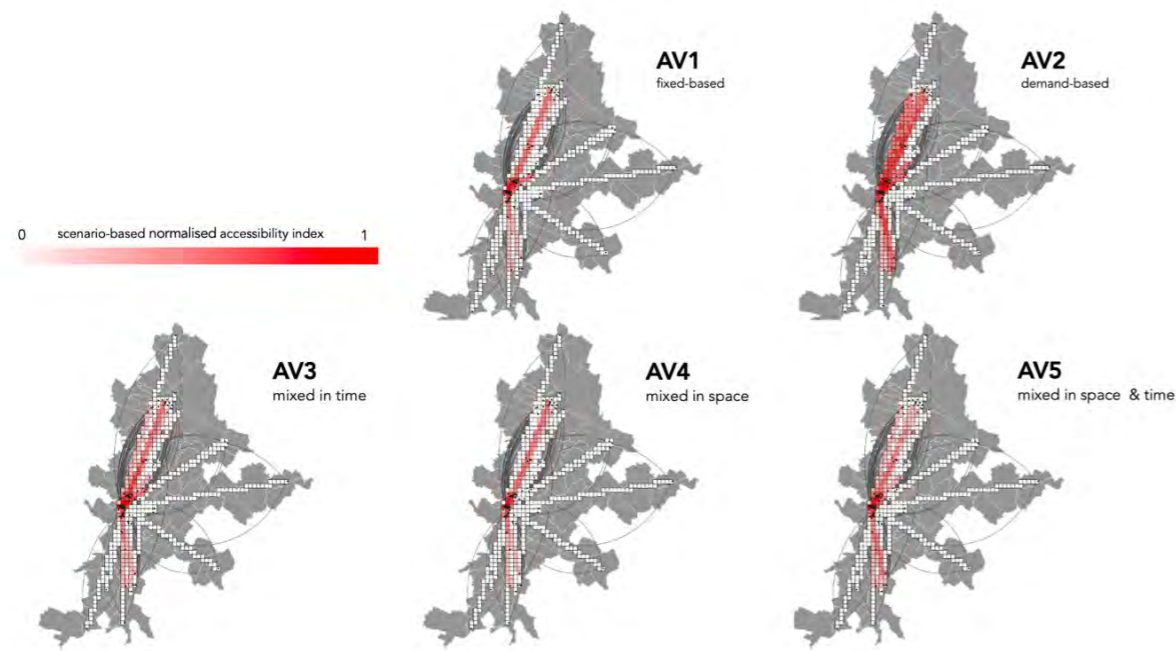 AV1
fixed-based
AV2
demand-based
0 scenario-based normalised accessibility index 1
AV3
mixed in time
AV4
mixed in space
AV5
mixed in space & time